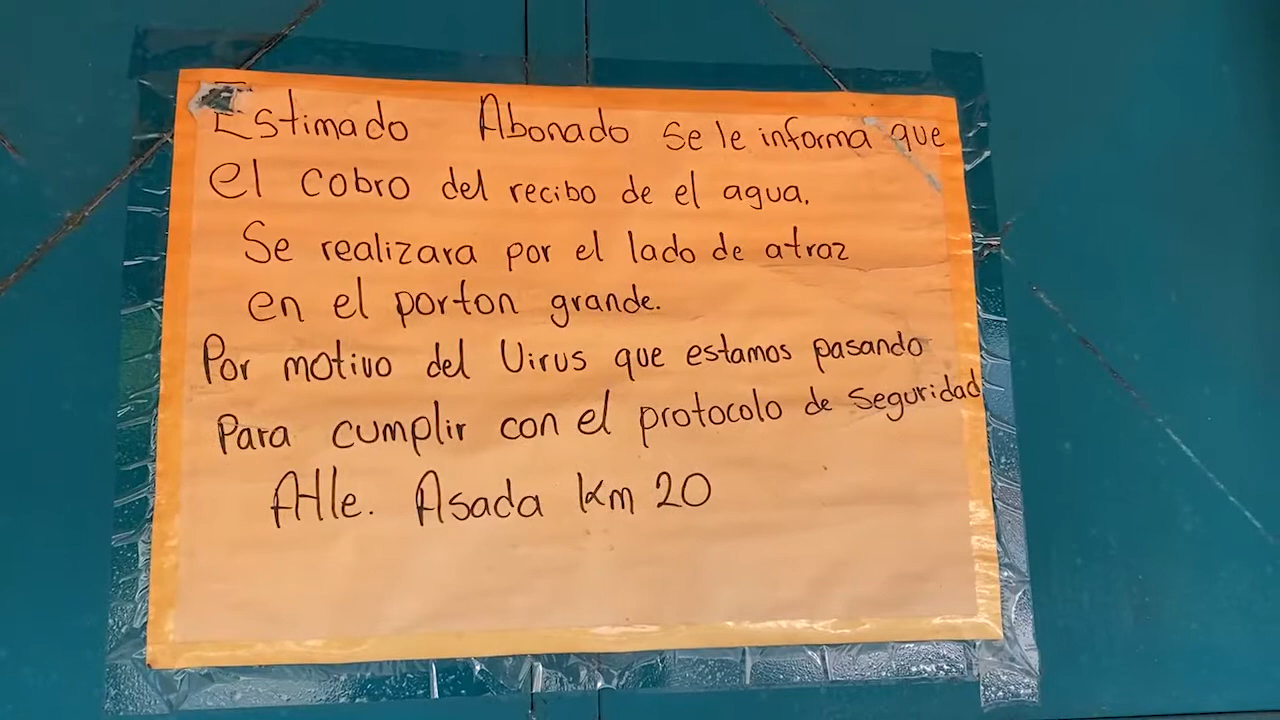 Estimado Abonado se le informa que
el cobro del recibo de el agua.
Se realizara por el lado de atraz
en el porton grande.
Por motivo del Virus que estamos pasando
Para cumplir con el protocolo de Seguridad
Atte. Asada km 20